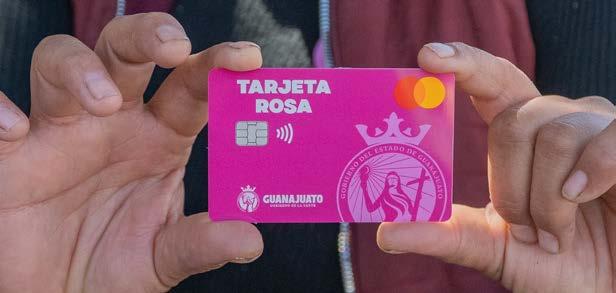 TARJETA
ROSA
GUANAJUATO
GOBIERNO DE LA GENTE
GOBIERNO DEL ESTADO DE GUANAJUATO